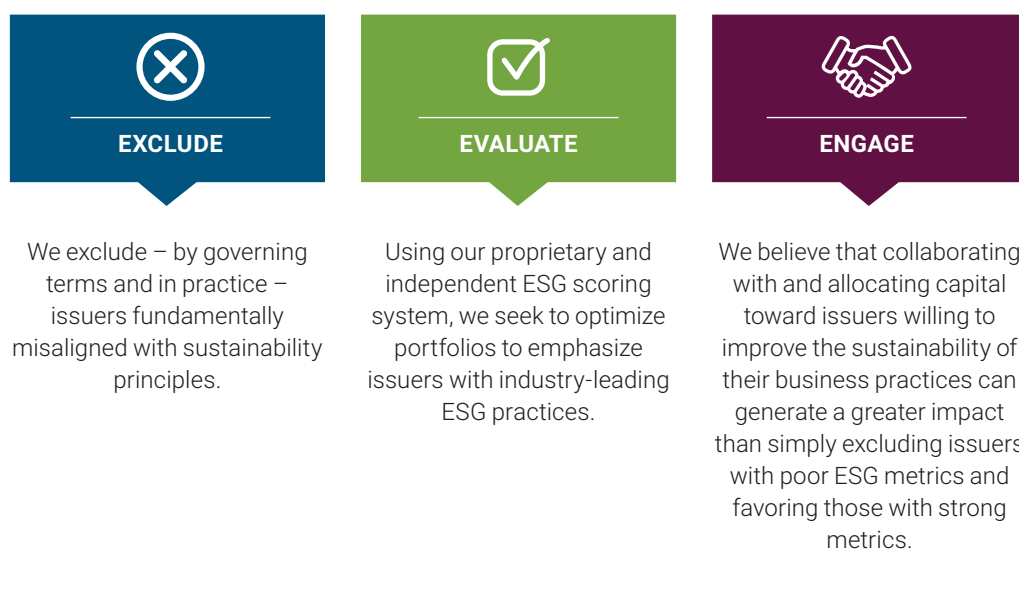 EXCLUDE
We exclude – by governing
terms and in practice –
issuers fundamentally
misaligned with sustainability
principles.
EVALUATE
Using our proprietary and
independent ESG scoring
system, we seek to optimize
portfolios to emphasize
issuers with industry-leading
ESG practices.
ENGAGE
We believe that collaborating
with and allocating capital
toward issuers willing to
improve the sustainability of
their business practices can
generate a greater impact
than simply excluding issuers
with poor ESG metrics and
favoring those with strong
metrics.